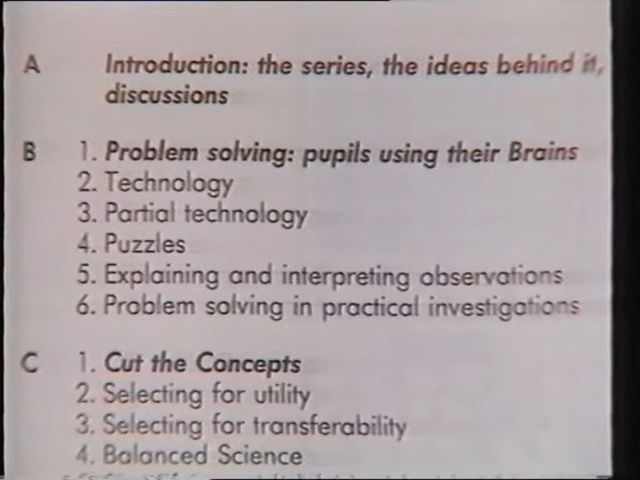 A Introduction: the series, the ideas behind it,
discussions
B 1. Problem solving: pupils using their Brains
2. Technology
3. Partial technology
4. Puzzles
5. Explaining and interpreting observations
6. Problem solving in practical investigations
C 1. Cut the Concepts
2. Selecting for utility
3. Selecting for transferability
4. Balanced Science